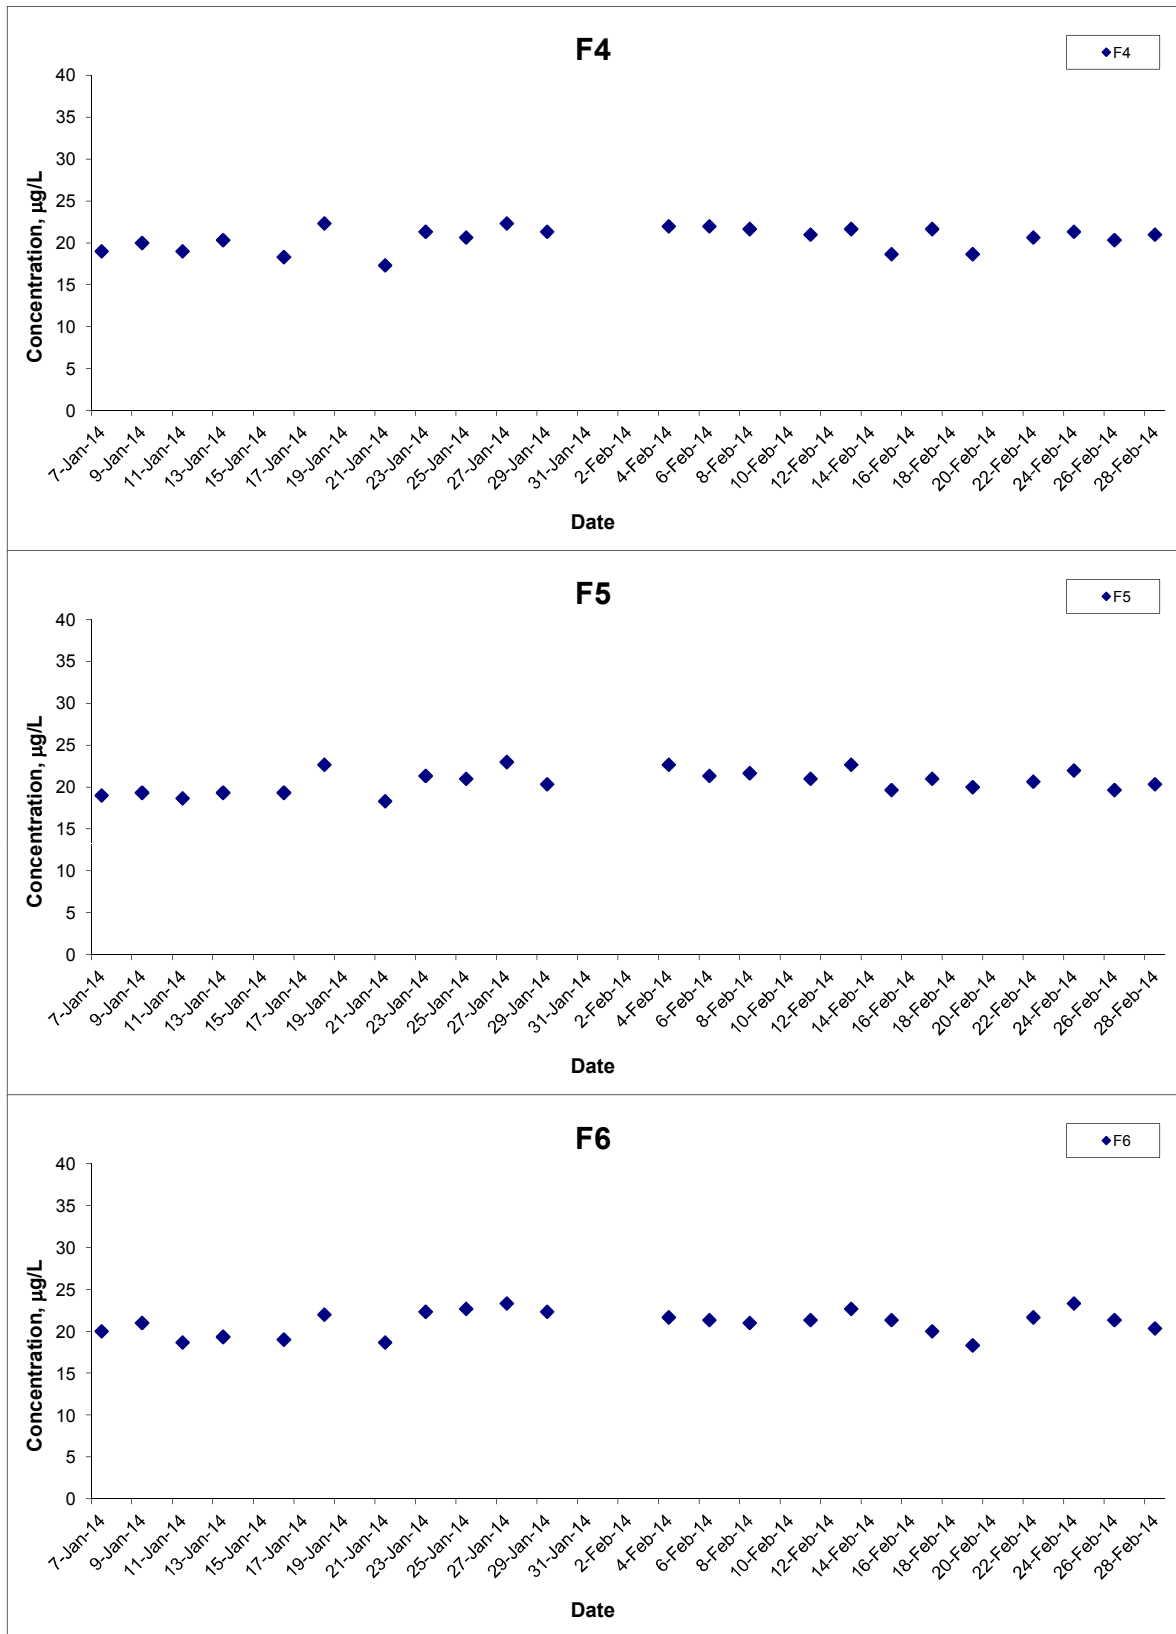 F4
F4
40
35
30
25
20
15
10
5
0
Concentration, µg/L
7-Jan-14
9-Jan-14
11-Jan-14
13-Jan-14
15-Jan-14
17-Jan-14
19-Jan-14
21-Jan-14
23-Jan-14
25-Jan-14
27-Jan-14
29-Jan-14
31-Jan-14
2-Feb-14
4-Feb-14
6-Feb-14
8-Feb-14
10-Feb-14
12-Feb-14
14-Feb-14
16-Feb-14
18-Feb-14
20-Feb-14
22-Feb-14
24-Feb-14
26-Feb-14
28-Feb-14
Date
F5
F5
40
35
30
25
20
15
10
5
0
Concentration, µg/L
7-Jan-14
9-Jan-14
11-Jan-14
13-Jan-14
15-Jan-14
17-Jan-14
19-Jan-14
21-Jan-14
23-Jan-14
25-Jan-14
27-Jan-14
29-Jan-14
31-Jan-14
2-Feb-14
4-Feb-14
6-Feb-14
8-Feb-14
10-Feb-14
12-Feb-14
14-Feb-14
16-Feb-14
18-Feb-14
20-Feb-14
22-Feb-14
24-Feb-14
26-Feb-14
28-Feb-14
Date
F6
F6
40
35
30
25
20
15
10
5
0
Concentration, µg/L
7-Jan-14
9-Jan-14
11-Jan-14
13-Jan-14
15-Jan-14
17-Jan-14
19-Jan-14
21-Jan-14
23-Jan-14
25-Jan-14
27-Jan-14
29-Jan-14
31-Jan-14
2-Feb-14
4-Feb-14
6-Feb-14
8-Feb-14
10-Feb-14
12-Feb-14
14-Feb-14
16-Feb-14
18-Feb-14
20-Feb-14
22-Feb-14
24-Feb-14
26-Feb-14
28-Feb-14
Date